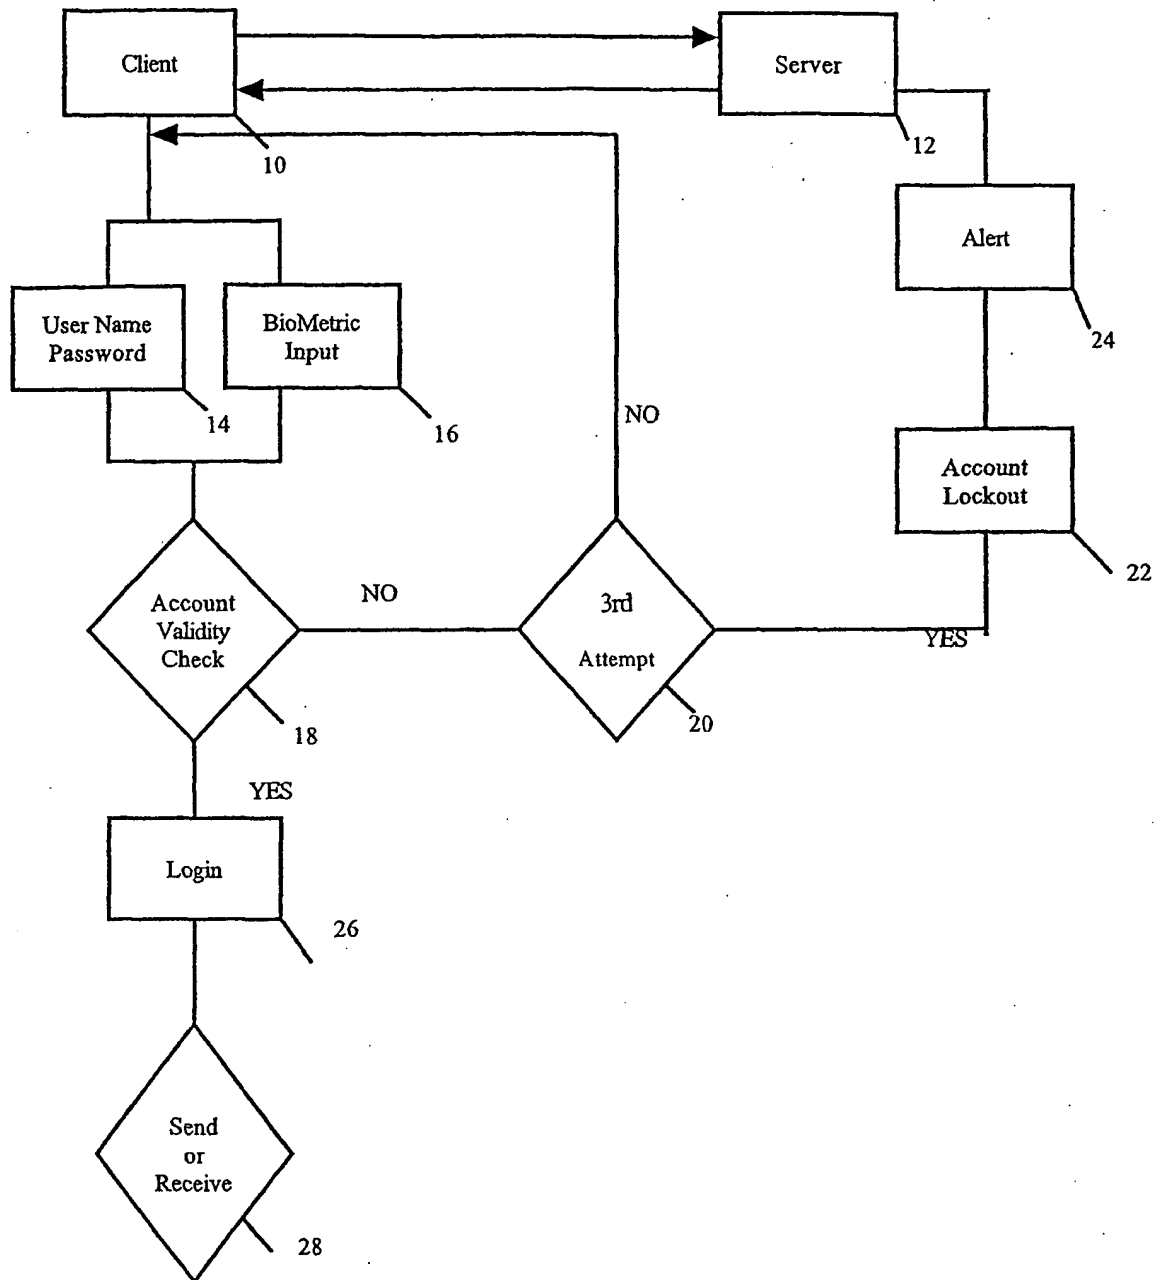 Client
Server
10
12
Alert
24
User Name
Password
14
BioMetric
Input
16
NO
Account
Lockout
22
Account
Validity
Check
18
NO
3rd
Attempt
20
YES
YES
Login
26
Send
or
Receive
28